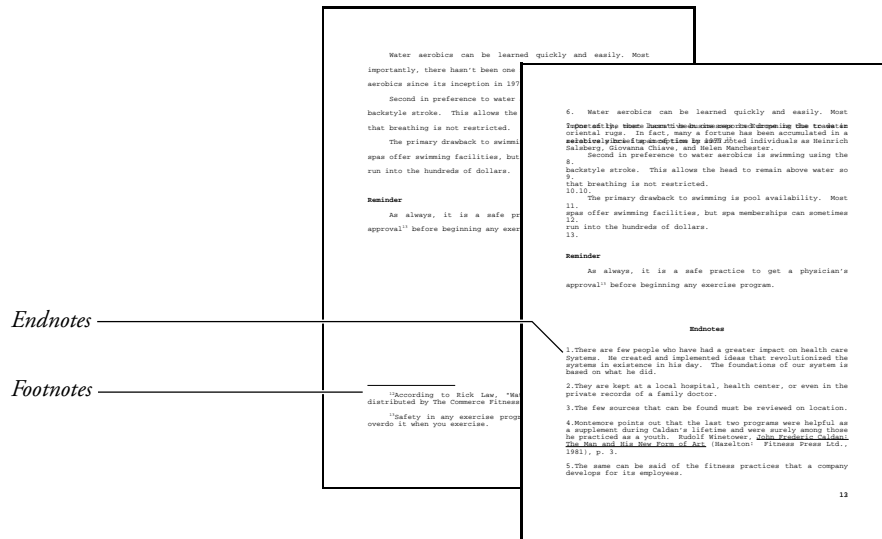 Water aerobics can be learned quickly and easily. Most
importantly, there hasn't been one
aerobics since its inception in 197
Second in preference to water
backstyle stroke. This allows the
that breathing is not restricted.
The primary drawback to swimmi
spas offer swimming facilities, but
run into the hundreds of dollars.
Reminder
As always, it is a safe pr
approval¹³ before beginning any exer
¹²According to Rick Law, "Wat
distributed by The Commerce Fitness
¹³Safety in any exercise progr
overdo it when you exercise.
6. Water aerobics can be learned quickly and easily. Most
oriental rugs. In fact, many a fortune has been accumulated in a
noted individuals as Heinrich
Salsberg, Giovanna Chiave, and Helen Manchester.
Second in preference to water aerobics is swimming using the
8.
backstyle stroke. This allows the head to remain above water so
9.
that breathing is not restricted.
10.10.
The primary drawback to swimming is pool availability. Most
11.
spas offer swimming facilities, but spa memberships can sometimes
12.
run into the hundreds of dollars.
13.
Reminder
As always, it is a safe practice to get a physician's
approval¹³ before beginning any exercise program.
Endnotes
Endnotes
1.There are few people who have had a greater impact on health care
Systems. He created and implemented ideas that revolutionized the
systems in existence in his day. The foundations of our system is
based on what he did.
Footnotes
2.They are kept at a local hospital, health center, or even in the
private records of a family doctor.
3.The few sources that can be found must be reviewed on location.
4.Montemore points out that the last two programs were helpful as
a supplement during Caldan's lifetime and were surely among those
he practiced as a youth. Rudolf Winetower, John Frederic Caldan:
The Man and His New Form of Art (Hazelton: Fitness Press Ltd.,
1981), p. 3.
5.The same can be said of the fitness practices that a company
develops for its employees.
13